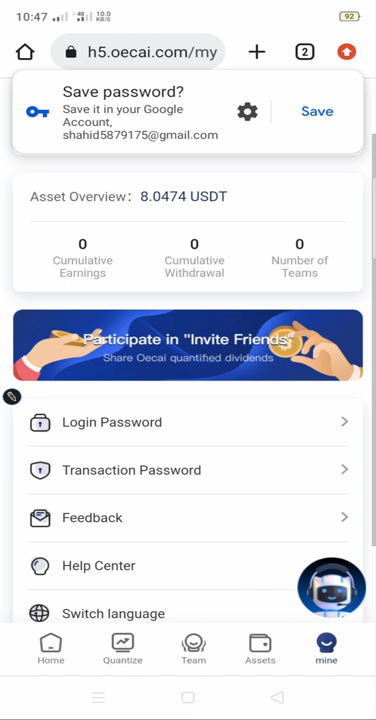 10:47
4G
10.0
KB/S
92
h5.oecai.com/my
2
Save password?
Save it in your Google
Account,
shahid5879175@gmail.com
Save
Asset Overview: 8.0474 USDT
0 0 0
Cumulative Cumulative Number of
Earnings Withdrawal Teams
Participate in "Invite Friends"
Share Oecai quantified dividends
Login Password
Transaction Password
Feedback
Help Center
Switch language
Home Quantize Team Assets mine